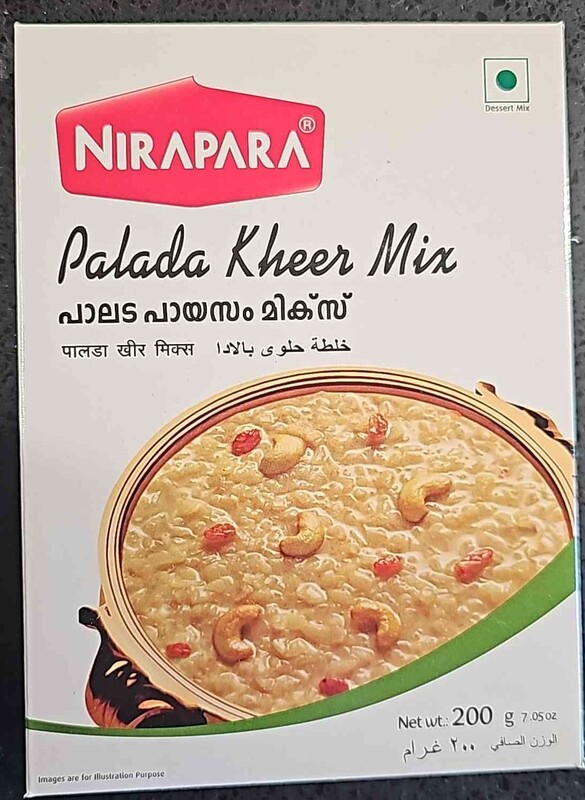 Dessert Mix
NIRAPARA®
Palada Kheer Mix
പാലട പായസം മിക്സ്
पालडा खीर मिक्स خلطة حلوى بالادا
Net wt.: 200 g 7.05 oz
الوزن الصافي ٢٠٠ غرام
Images are for Illustration Purpose